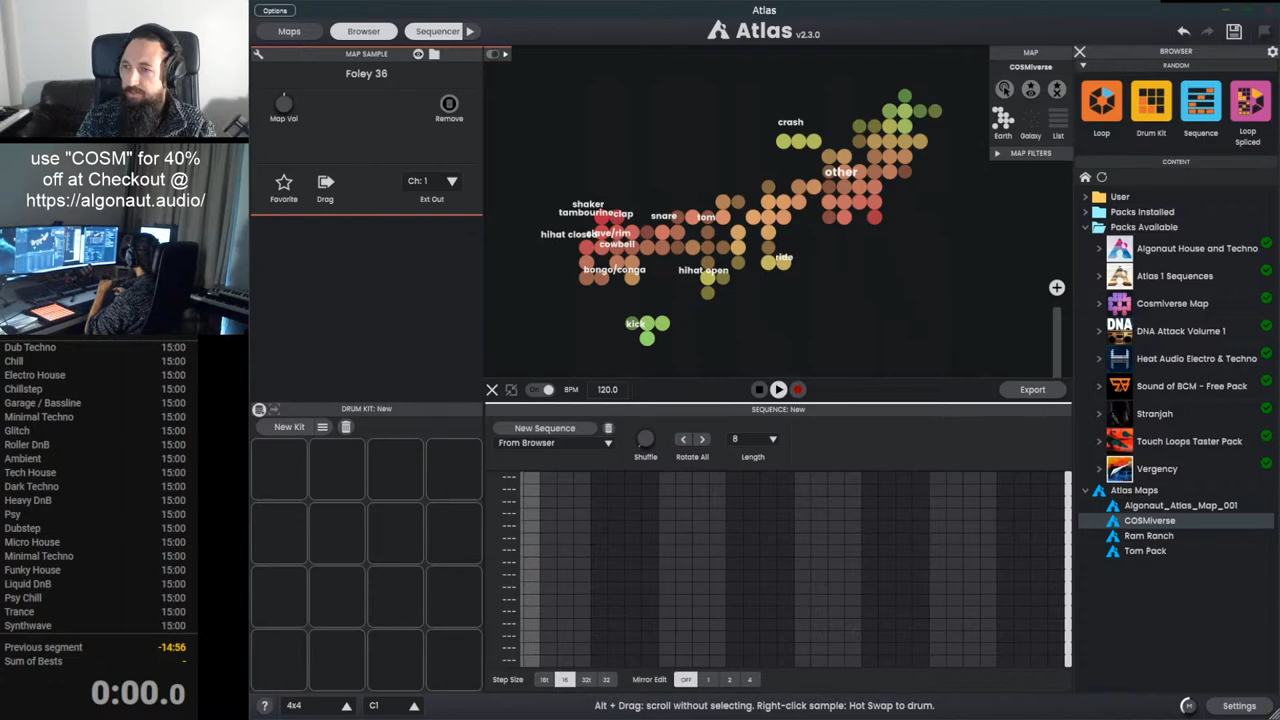 Options
Atlas
Maps
Browser
Sequencer
Atlas v2.3.0
MAP SAMPLE
Foley 36
Map Vol
Remove
Favorite
Drag
Ch: 1
Ext Out
use "COSM" for 40%
off at Checkout @
https://algonaut.audio/
Dub Techno 15:00
Chill 15:00
Electro House 15:00
Chillstep 15:00
Garage / Bassline 15:00
Minimal Techno 15:00
Glitch 15:00
Roller DnB 15:00
Ambient 15:00
Tech House 15:00
Dark Techno 15:00
Heavy DnB 15:00
Psy 15:00
Dubstep 15:00
Micro House 15:00
Minimal Techno 15:00
Funky House 15:00
Liquid DnB 15:00
Psy Chill 15:00
Trance 15:00
Synthwave 15:00
Previous segment -14:56
Sum of Bests -
0:00.0
crash
other
shaker
tambourine
clap
snare
tom
hihat closed
clave/rim
cowbell
ride
bongo/conga
hihat open
kick
MAP
COSMiverse
Earth
Galaxy
List
MAP FILTERS
On
BPM
120.0
Export
DRUM KIT: New
New Kit
SEQUENCE: New
New Sequence
From Browser
Shuffle
Rotate All
8
Length
Step Size
16t
16
32t
32
Mirror Edit
OFF
1
2
4
4x4
C1
Alt + Drag: scroll without selecting. Right-click sample: Hot Swap to drum.
Settings
BROWSER
RANDOM
Loop
Drum Kit
Sequence
Loop
Spliced
CONTENT
User
Packs Installed
Packs Available
Algonaut House and Techno
Atlas 1 Sequences
Cosmiverse Map
DNA
DNA Attack Volume 1
Heat Audio Electro & Techno
Sound of BCM - Free Pack
Stranjah
Touch Loops Taster Pack
Vergency
Atlas Maps
Algonaut_Atlas_Map_001
COSMiverse
Ram Ranch
Tom Pack